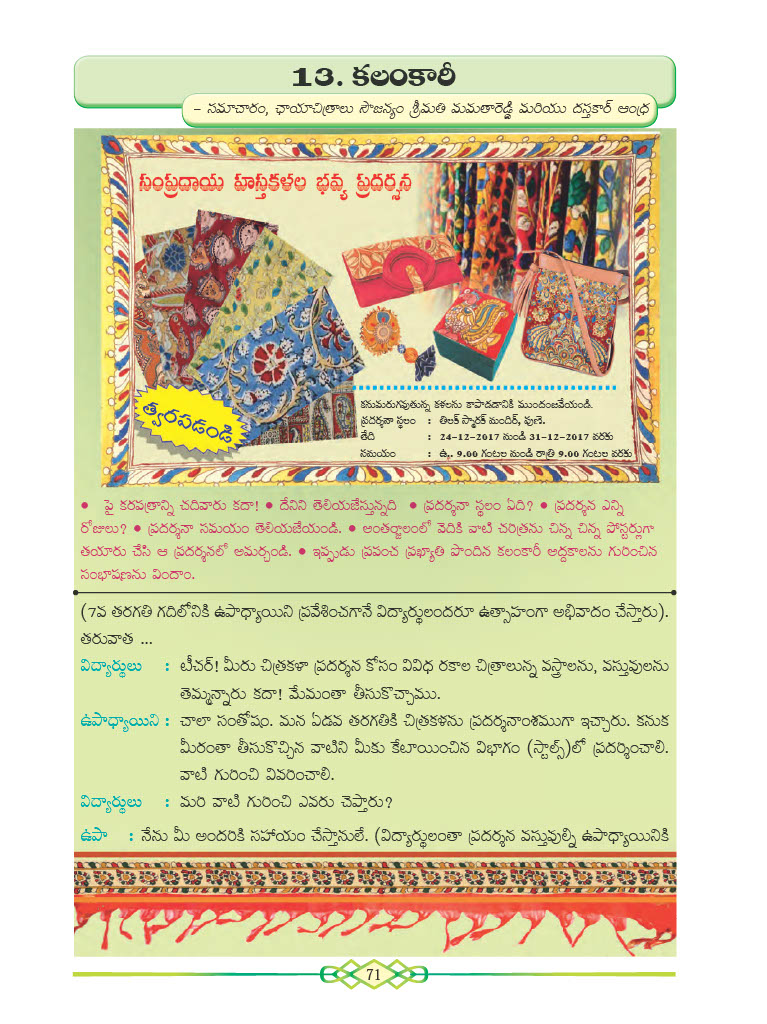 13. కలంకారీ
– సమాచారం, ఛాయాచిత్రాలు సౌజన్యం శ్రీమతి మమతారెడ్డి మరియు దస్తకార్ ఆంధ్ర
సంప్రదాయ హస్తకళల భవ్య ప్రదర్శన
త్వరపడండి
కనుమరుగవుతున్న కళలను కాపాడడానికి ముందంజవేయండి.
ప్రదర్శనా స్థలం : తిలక్ స్మారక్ మందిర్, పుణె.
తేది : 24-12-2017 నుండి 31-12-2017 వరకు
సమయం : ఉ.. 9.00 గంటల నుండి రాత్రి 9.00 గంటల వరకు
• పై కరపత్రాన్ని చదివారు కదా! • దేనిని తెలియజేస్తున్నది • ప్రదర్శనా స్థలం ఏది? • ప్రదర్శన ఎన్ని
రోజులు? • ప్రదర్శనా సమయం తెలియజేయండి. • ఆంతర్జాలంలో వెదికి వాటి చరిత్రను చిన్న చిన్న పోస్టర్లుగా
తయారు చేసి ఆ ప్రదర్శనలో అమర్చండి. • ఇప్పుడు ప్రపంచ ప్రఖ్యాతి పొందిన కలంకారీ అద్దకాలను గురించిన
సంభాషణను విందాం.
(7వ తరగతి గదిలోనికి ఉపాధ్యాయిని ప్రవేశించగానే విద్యార్థులందరూ ఉత్సాహంగా అభివాదం చేస్తారు).
తరువాత ...
విద్యార్థులు : టీచర్! మీరు చిత్రకళా ప్రదర్శన కోసం వివిధ రకాల చిత్రాలున్న వస్త్రాలను, వస్తువులను
తెమ్మన్నారు కదా! మేమంతా తీసుకొచ్చాము.
ఉపాధ్యాయిని : చాలా సంతోషం. మన ఏడవ తరగతికి చిత్రకళను ప్రదర్శనాంశముగా ఇచ్చారు. కనుక
మీరంతా తీసుకొచ్చిన వాటిని మీకు కేటాయించిన విభాగం (స్టాల్స్)లో ప్రదర్శించాలి.
వాటి గురించి వివరించాలి.
విద్యార్థులు : మరి వాటి గురించి ఎవరు చెప్తారు?
ఉపా : నేను మీ అందరికి సహాయం చేస్తానులే. (విద్యార్థులంతా ప్రదర్శన వస్తువుల్ని ఉపాధ్యాయినికి
71